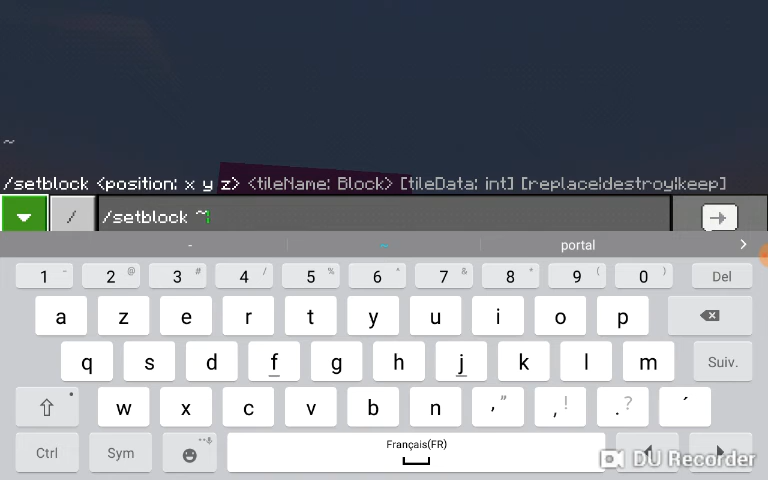 ~
/setblock <position: x y z> <tileName: Block> [tileData: int] [replace|destroy|keep]
/ /setblock ~
- ~ portal >
1 - 2 @ 3 # 4 / 5 % 6 ^ 7 & 8 * 9 ( 0 ) Del
a z e r t y u i o p
q s d f g h j k l m Suiv.
w x c v b n ' " , ! . ? ´
Ctrl Sym Français(FR)
DU Recorder